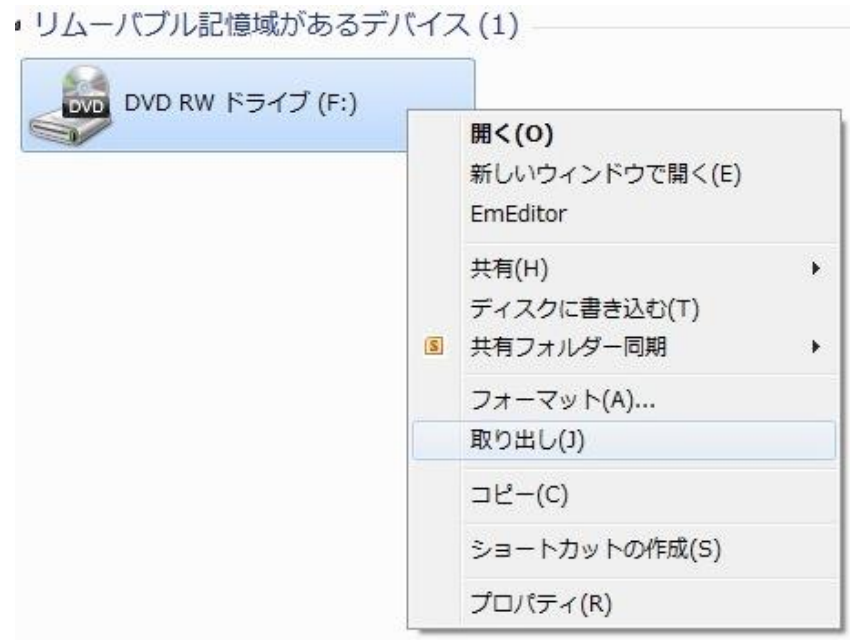 リムーバブル記憶域があるデバイス (1)
DVD
DVD RW ドライブ (F:)
開く(O)
新しいウィンドウで開く(E)
EmEditor
共有(H)
ディスクに書き込む(T)
S
共有フォルダー同期
フォーマット(A)...
取り出し(J)
コピー(C)
ショートカットの作成(S)
プロパティ(R)